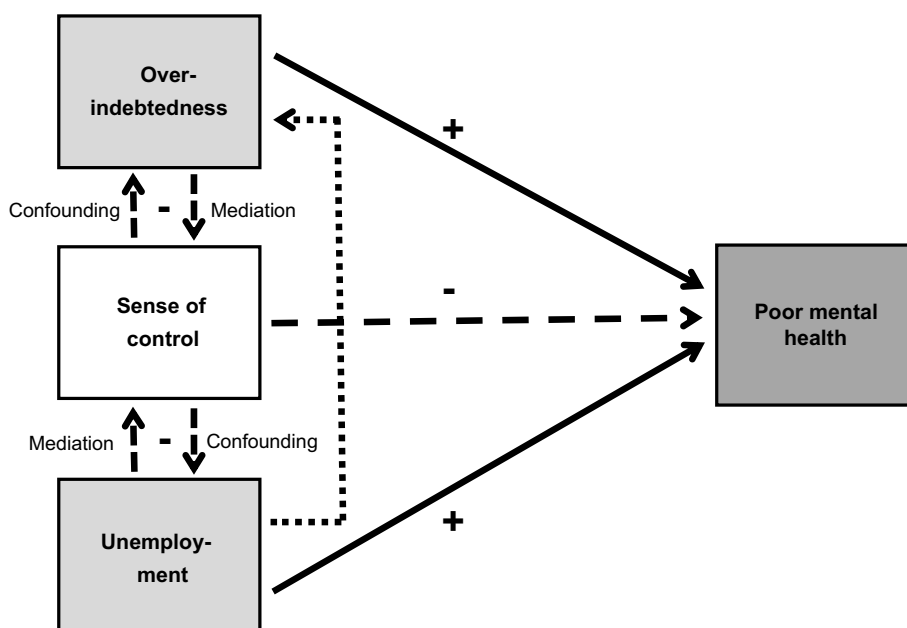 Over-
indebtedness
+
Confounding
-
Mediation
Sense of
control
-
Poor mental
health
Mediation
-
Confounding
+
Unemploy-
ment